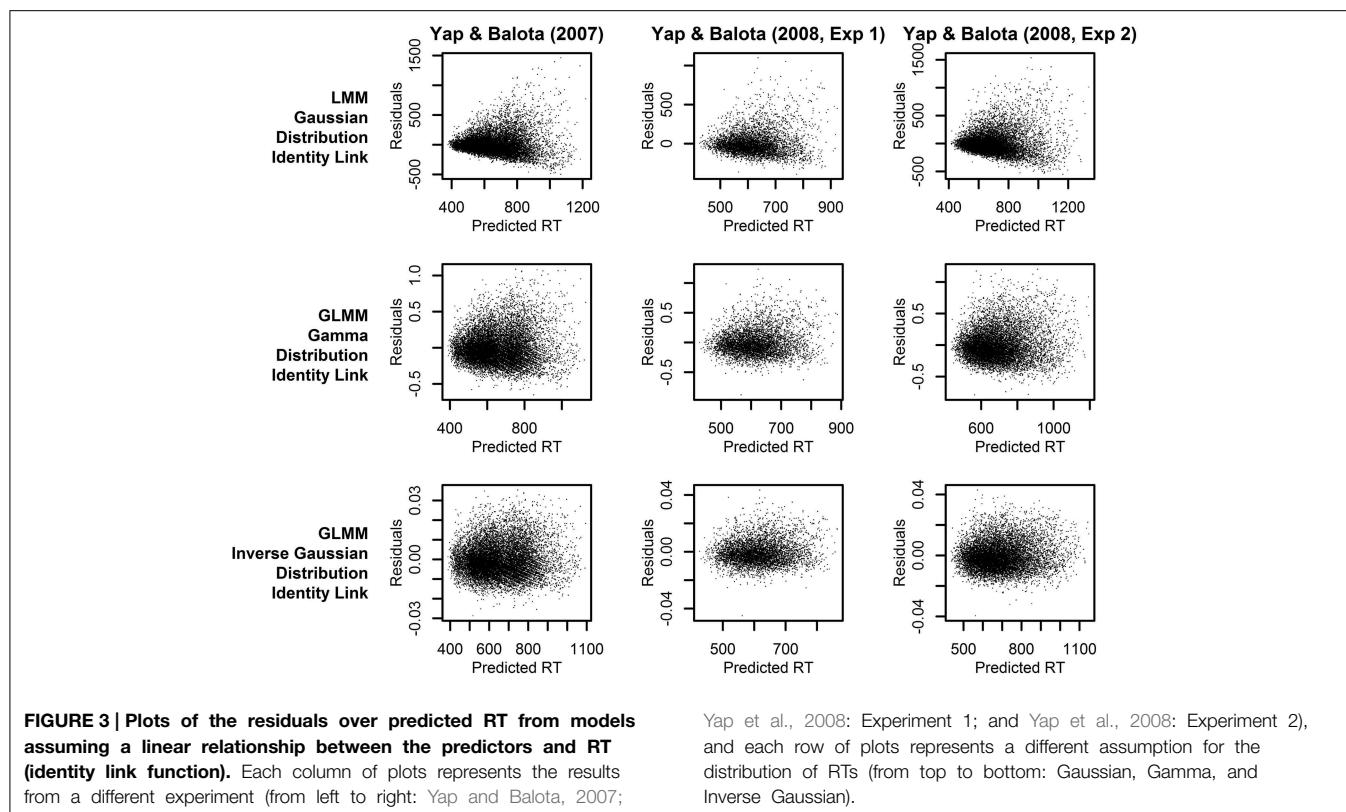 Yap & Balota (2007)
Yap & Balota (2008, Exp 1)
Yap & Balota (2008, Exp 2)
LMM
Gaussian
Distribution
Identity Link
Residuals
-500
500
1500
400
800
1200
Predicted RT
Residuals
0
500
500
700
900
Predicted RT
Residuals
-500
500
1500
400
800
1200
Predicted RT
GLMM
Gamma
Distribution
Identity Link
Residuals
-0.5
0.5
1.0
400
800
Predicted RT
Residuals
-0.5
0.5
500
700
900
Predicted RT
Residuals
-0.5
0.5
600
1000
Predicted RT
GLMM
Inverse Gaussian
Distribution
Identity Link
Residuals
-0.03
0.00
0.03
400
600
800
1100
Predicted RT
Residuals
-0.04
0.00
0.04
500
700
Predicted RT
Residuals
-0.04
0.00
0.04
500
800
1100
Predicted RT
FIGURE 3 | Plots of the residuals over predicted RT from models
assuming a linear relationship between the predictors and RT
(identity link function). Each column of plots represents the results
from a different experiment (from left to right: Yap and Balota, 2007;
Yap et al., 2008: Experiment 1; and Yap et al., 2008: Experiment 2),
and each row of plots represents a different assumption for the
distribution of RTs (from top to bottom: Gaussian, Gamma, and
Inverse Gaussian).